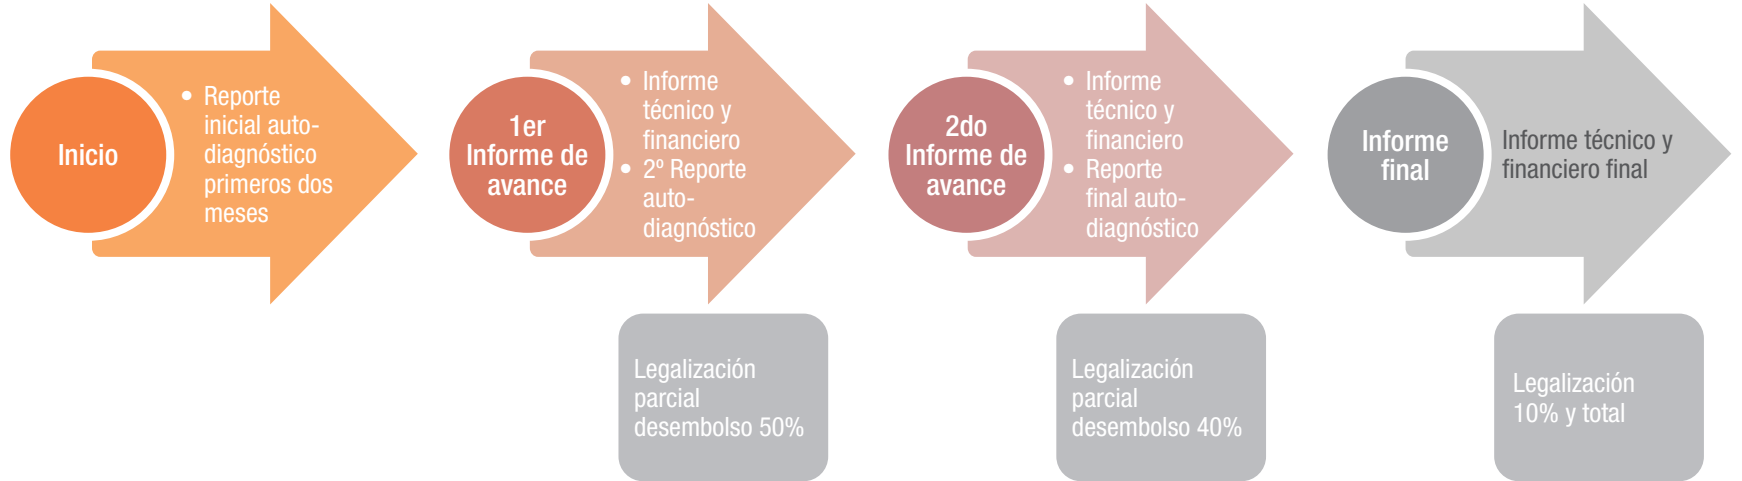 Inicio
• Reporte
inicial auto-
diagnóstico
primeros dos
meses
1er
Informe de
avance
• Informe
técnico y
financiero
• 2º Reporte
auto-
diagnóstico
Legalización
parcial
desembolso 50%
2do
Informe de
avance
• Informe
técnico y
financiero
• Reporte
final auto-
diagnóstico
Legalización
parcial
desembolso 40%
Informe
final
Informe técnico y
financiero final
Legalización
10% y total